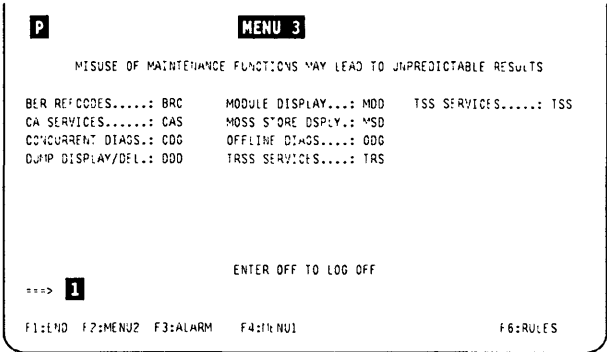 P MENU 3
MISUSE OF MAINTENANCE FUNCTIONS MAY LEAD TO UNPREDICTABLE RESULTS
BER REFCODES.....: BRC MODULE DISPLAY...: MDD TSS SERVICES.....: TSS
CA SERVICES......: CAS MOSS STORE DSPLY.: MSD
CONCURRENT DIAGS.: CDG OFFLINE DIAGS....: ODG
DUMP DISPLAY/DEL.: DDD TRSS SERVICES....: TRS
ENTER OFF TO LOG OFF
===> 1
F1:END F2:MENU2 F3:ALARM F4:MENU1 F6:RULES